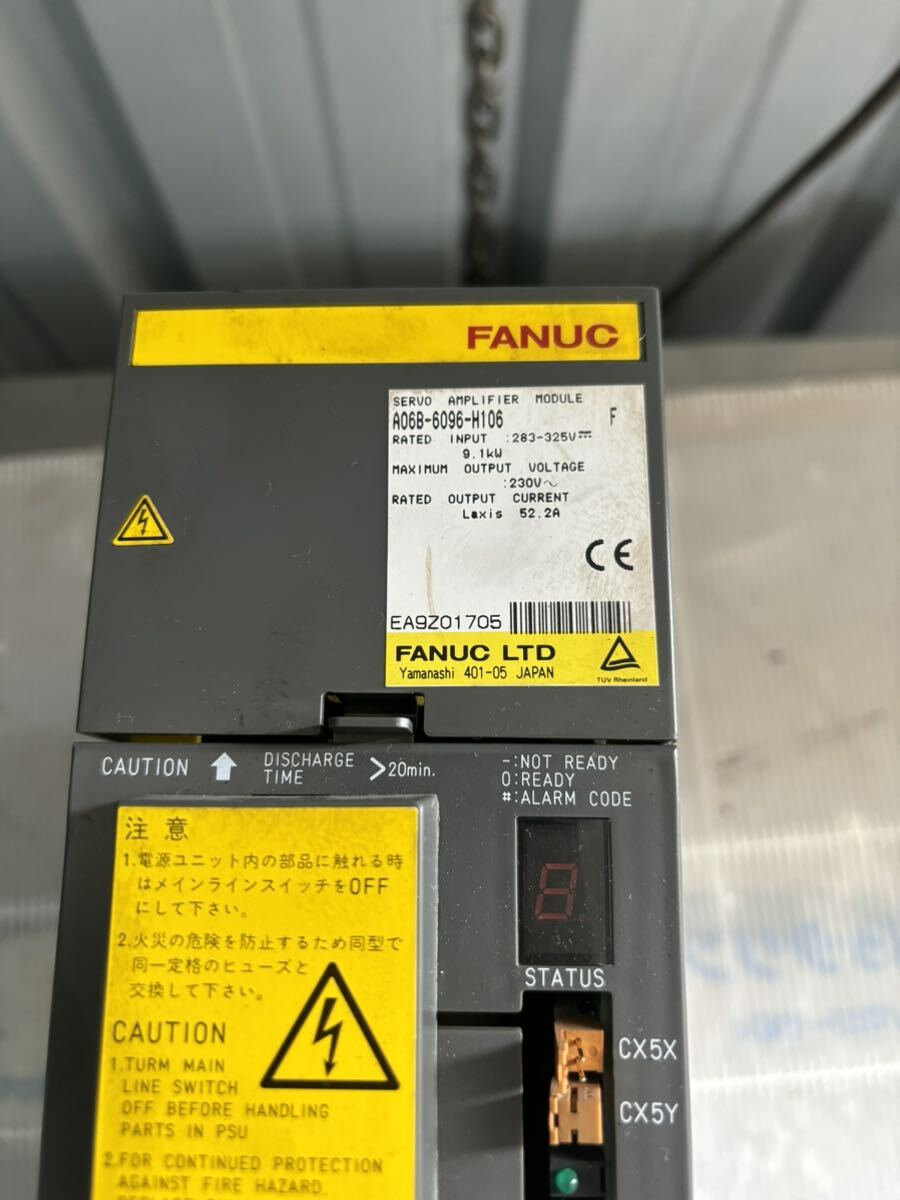 FANUC
SERVO AMPLIFIER MODULE
A06B-6096-H106 F
RATED INPUT :283-325V⎓
9.1kW
MAXIMUM OUTPUT VOLTAGE
:230V～
RATED OUTPUT CURRENT
Laxis 52.2A
CE
EA9Z01705
FANUC LTD
Yamanashi 401-05 JAPAN
TUV Rheinland
CAUTION
DISCHARGE
TIME >20min.
-:NOT READY
0:READY
#:ALARM CODE
8
STATUS
CX5X
CX5Y
注意
1.電源ユニット内の部品に触れる時
はメインラインスイッチをOFF
にして下さい。
2.火災の危険を防止するため同型で
同一定格のヒューズと
交換して下さい。
CAUTION
1.TURM MAIN
LINE SWITCH
OFF BEFORE HANDLING
PARTS IN PSU
2.FOR CONTINUED PROTECTION
AGAINST FIRE HAZARD